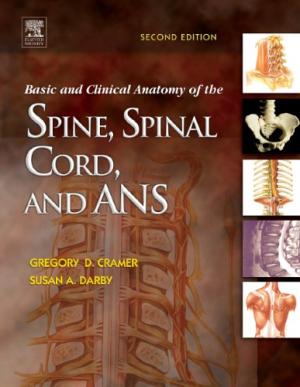 SECOND EDITION
Basic and Clinical Anatomy of the
SPINE, SPINAL
CORD,
AND ANS
GREGORY D. CRAMER
SUSAN A. DARBY